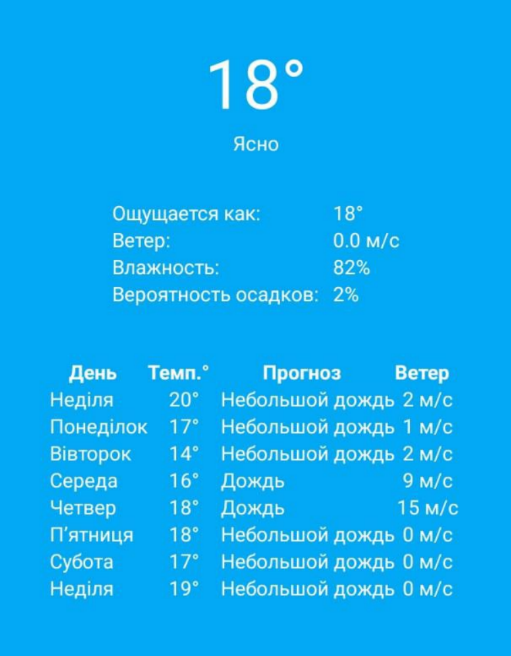 18°
Ясно
Ощущается как: 18°
Ветер: 0.0 м/с
Влажность: 82%
Вероятность осадков: 2%
День Темп.° Прогноз Ветер
Неділя 20° Небольшой дождь 2 м/с
Понеділок 17° Небольшой дождь 1 м/с
Вівторок 14° Небольшой дождь 2 м/с
Середа 16° Дождь 9 м/с
Четвер 18° Дождь 15 м/с
П'ятниця 18° Небольшой дождь 0 м/с
Субота 17° Небольшой дождь 0 м/с
Неділя 19° Небольшой дождь 0 м/с